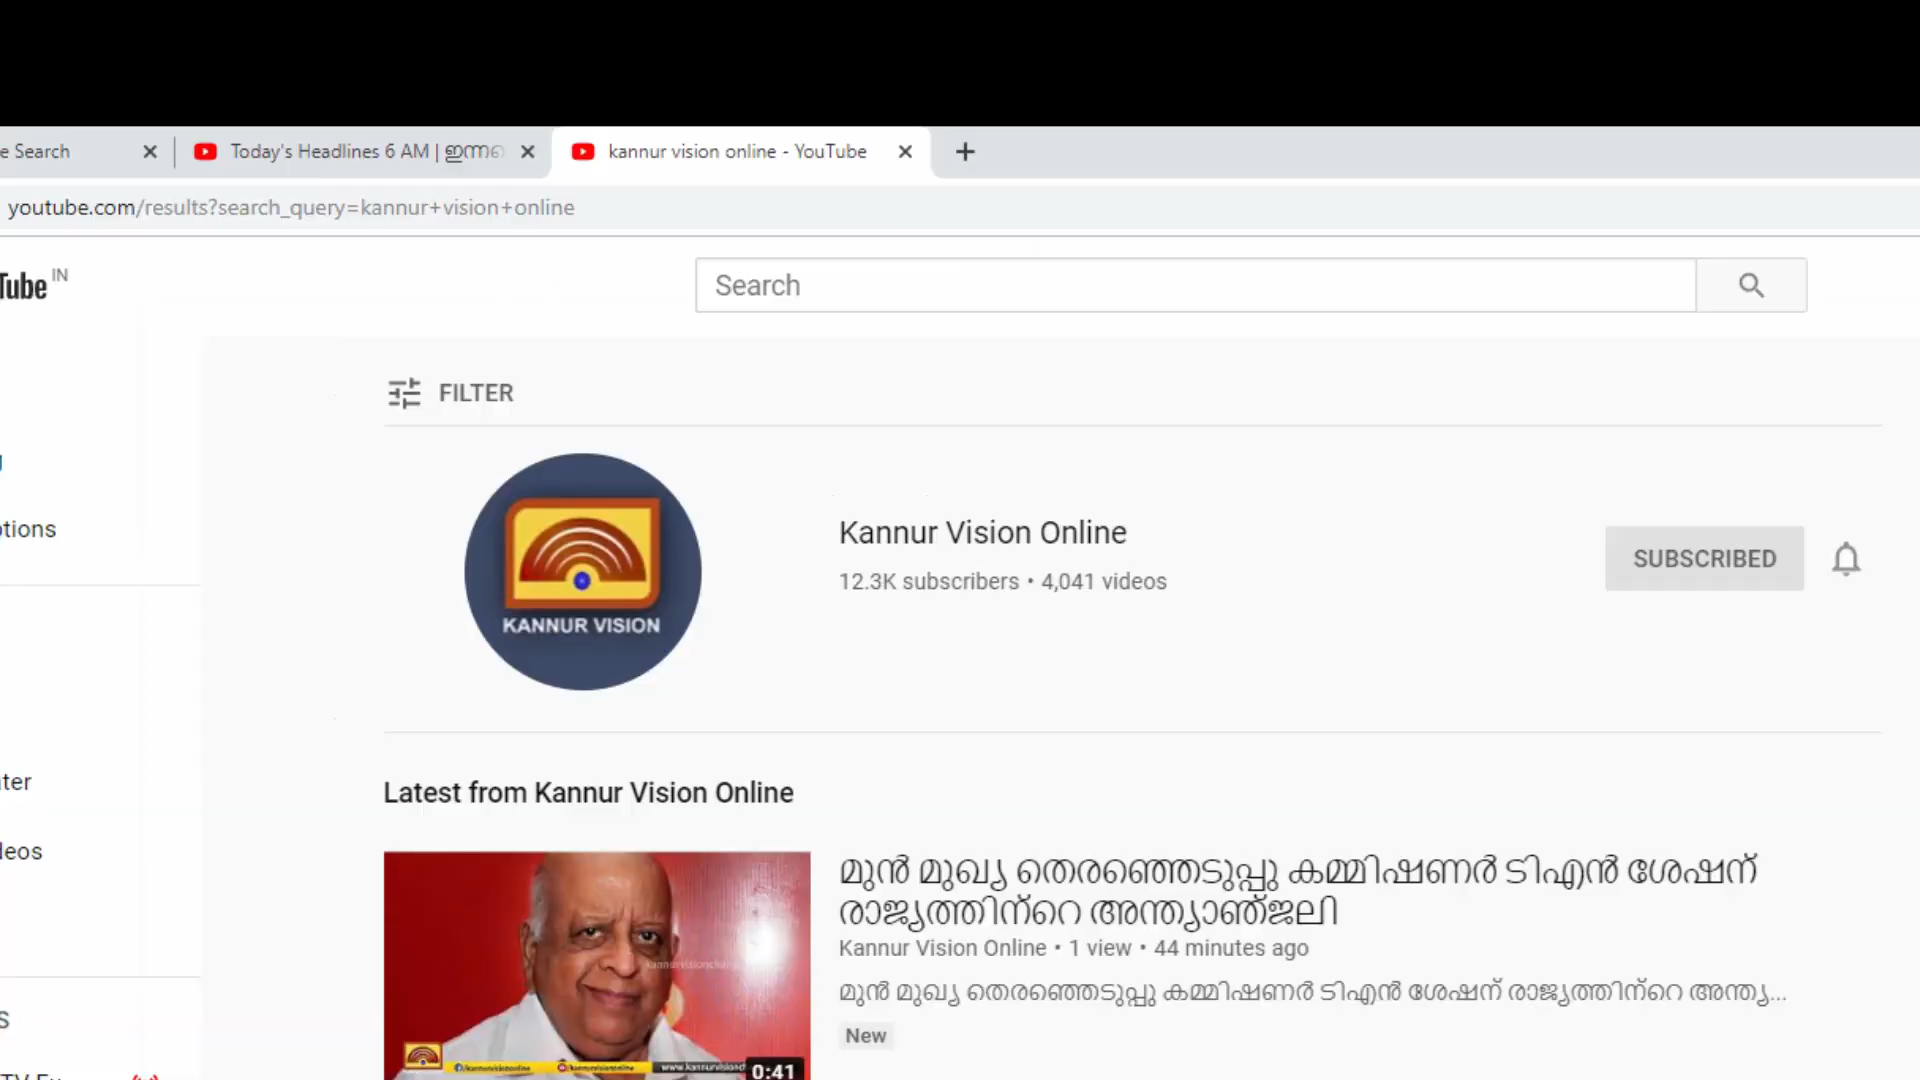 e Search
Today's Headlines 6 AM | ഇന്നത്
kannur vision online - YouTube
youtube.com/results?search_query=kannur+vision+online
Tube IN
Search
FILTER
KANNUR VISION
Kannur Vision Online
12.3K subscribers • 4,041 videos
SUBSCRIBED
Latest from Kannur Vision Online
മുൻ മുഖ്യ തെരഞ്ഞെടുപ്പു കമ്മിഷണർ ടിഎൻ ശേഷന്
രാജ്യത്തിന്റെ അന്ത്യാഞ്ജലി
Kannur Vision Online • 1 view • 44 minutes ago
മുൻ മുഖ്യ തെരഞ്ഞെടുപ്പു കമ്മിഷണർ ടിഎൻ ശേഷന് രാജ്യത്തിന്റെ അന്ത്യ...
New
0:41